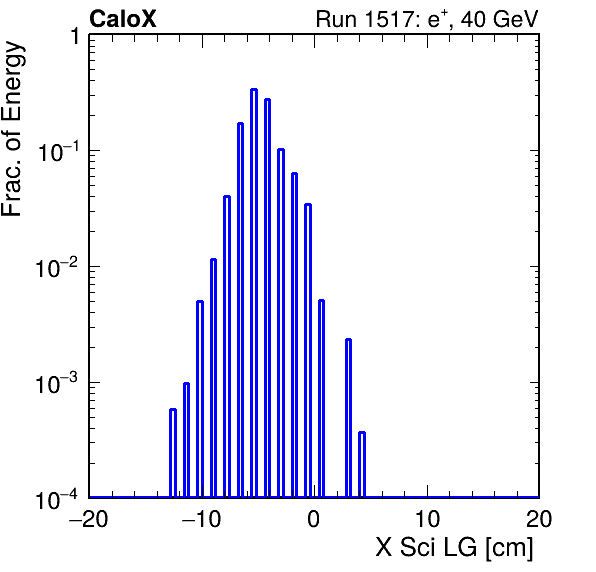 CaloX Run 1517: e⁺, 40 GeV
Frac. of Energy
1
10⁻¹
10⁻²
10⁻³
10⁻⁴
−20 −10 0 10 20
X Sci LG [cm]